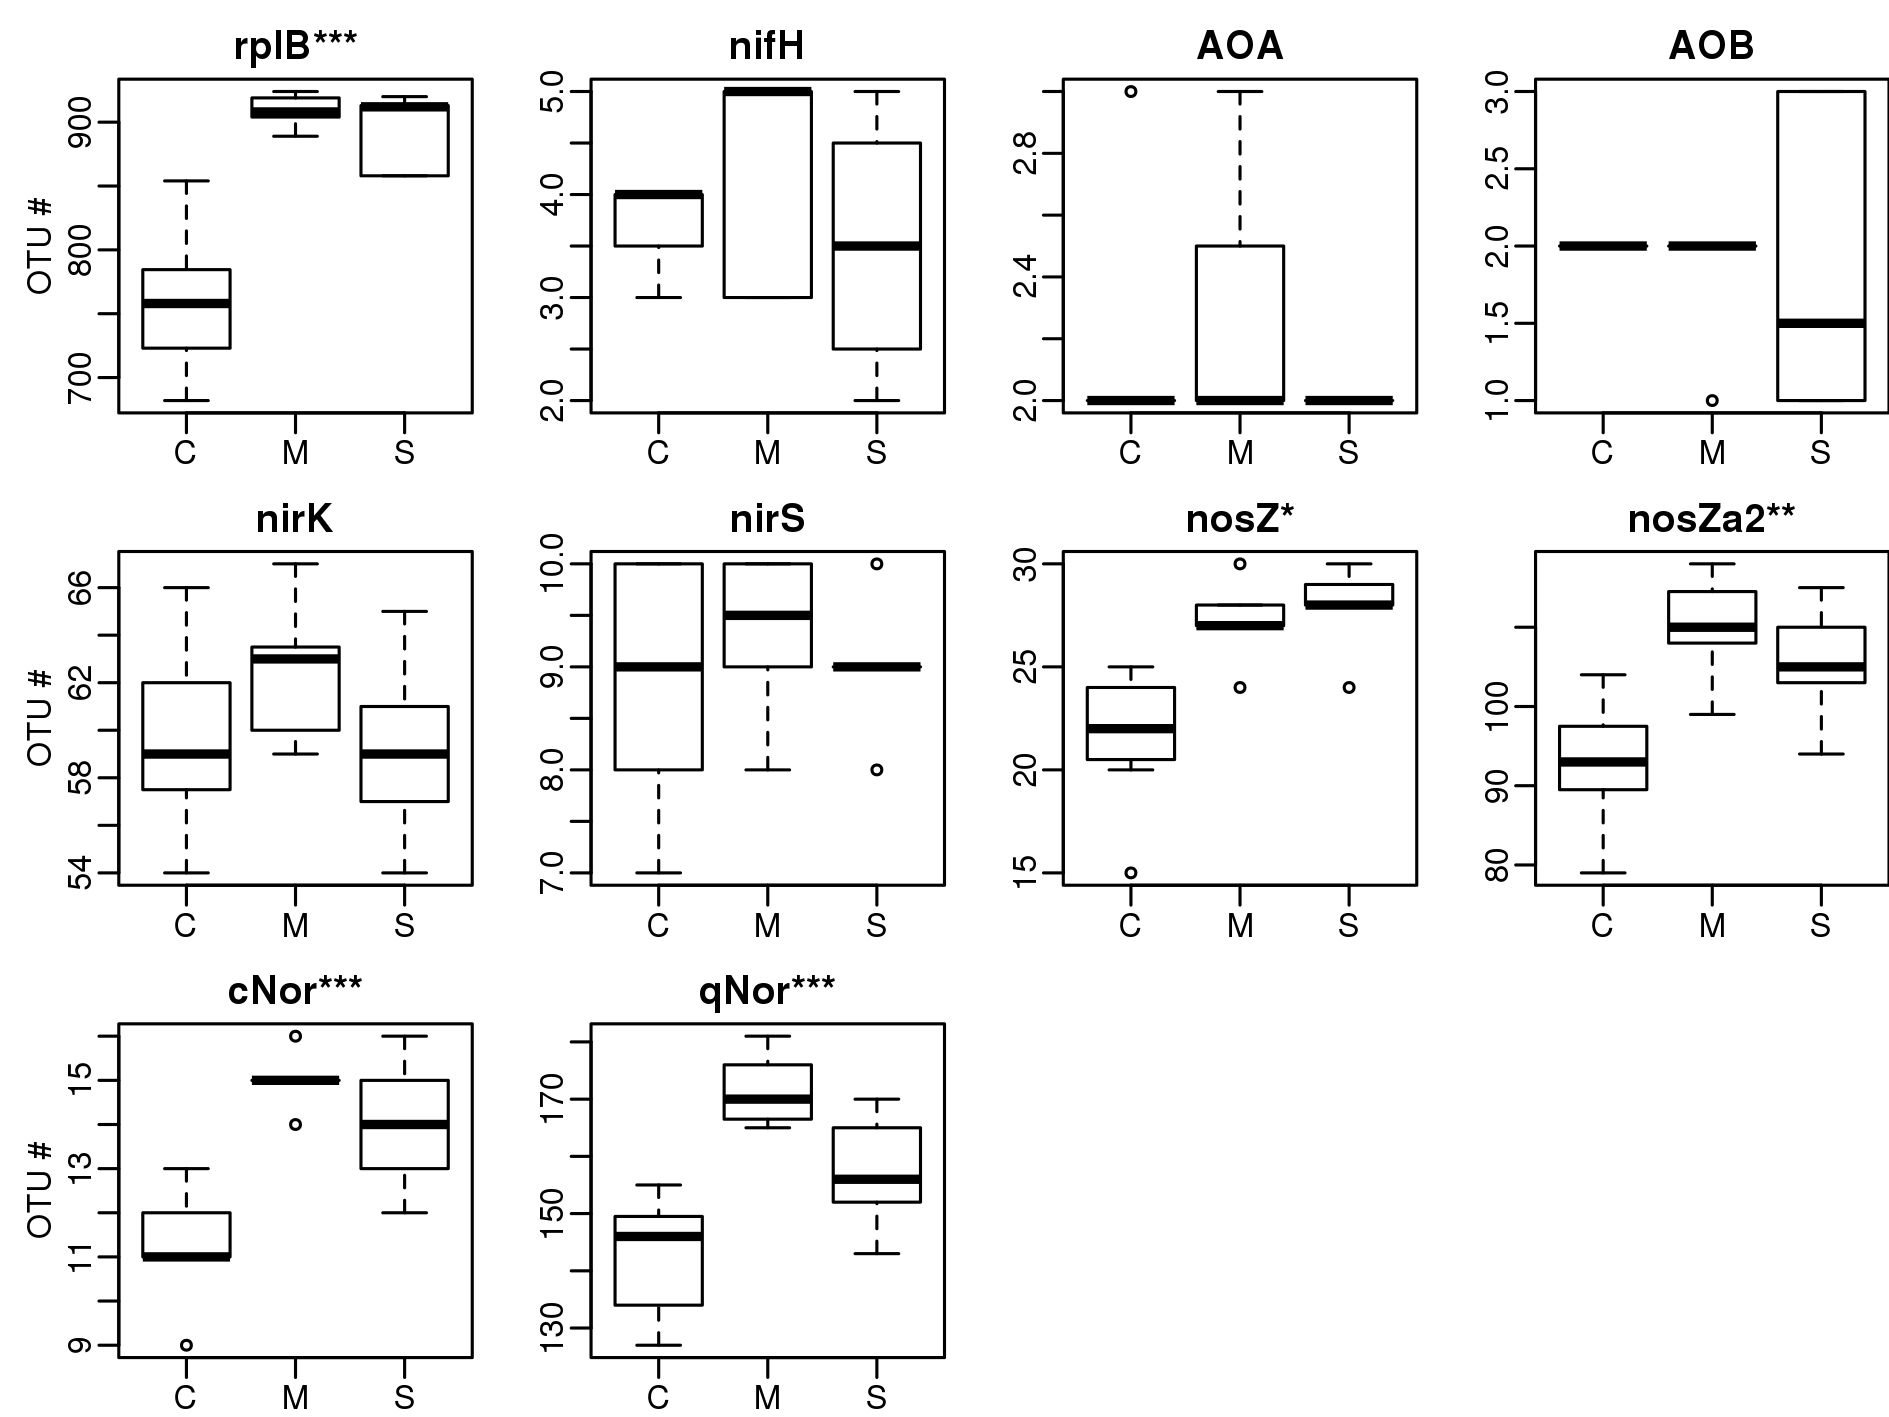 rplB*** nifH AOA AOB
OTU #
700 800 900
2.0 3.0 4.0 5.0
2.0 2.4 2.8
1.0 1.5 2.0 2.5 3.0
C M S C M S C M S C M S
nirK nirS nosZ* nosZa2**
OTU #
54 58 62 66
7.0 8.0 9.0 10.0
15 20 25 30
80 90 100
C M S C M S C M S C M S
cNor*** qNor***
OTU #
9 11 13 15
130 150 170
C M S C M S